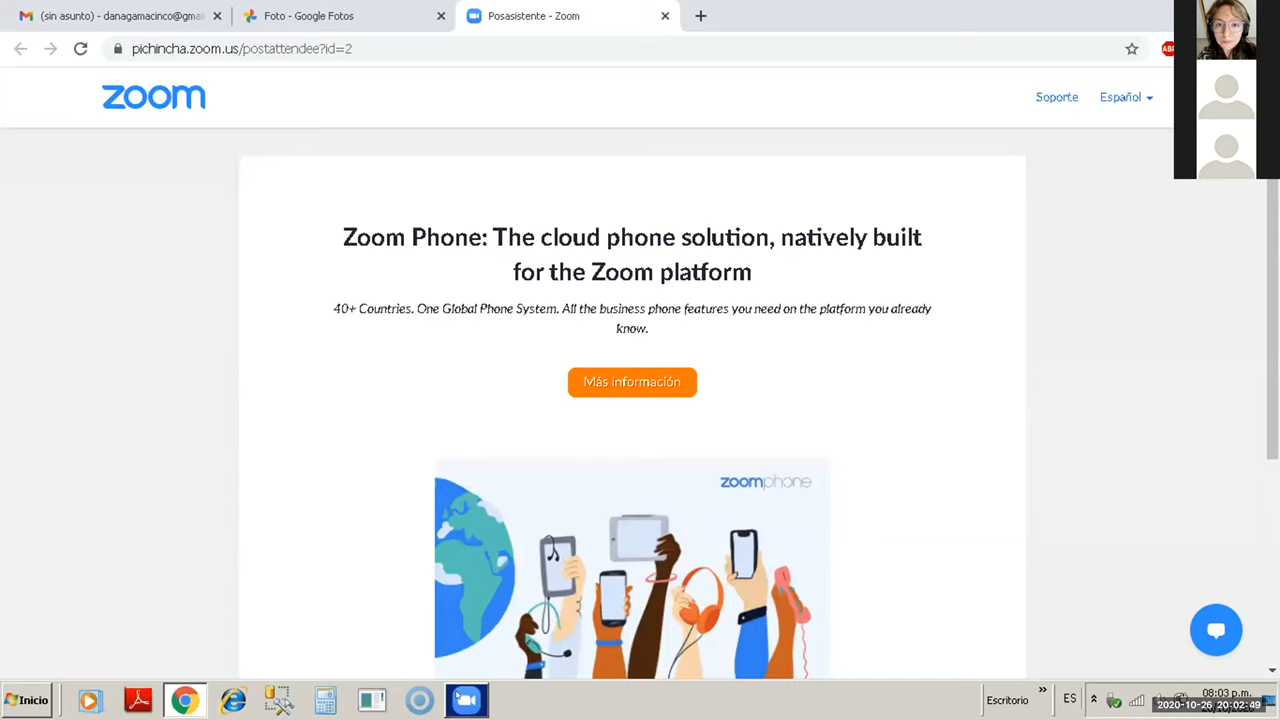 (sin asunto) - danagamacinco@gmai
Foto - Google Fotos
Posasistente - Zoom
pichincha.zoom.us/postattendee?id=2
ABP
zoom
Soporte
Español
Zoom Phone: The cloud phone solution, natively built
for the Zoom platform
40+ Countries. One Global Phone System. All the business phone features you need on the platform you already
know.
Más información
zoomphone
Inicio
Escritorio
ES
08:03 p.m.
2020-10-26 20:02:49